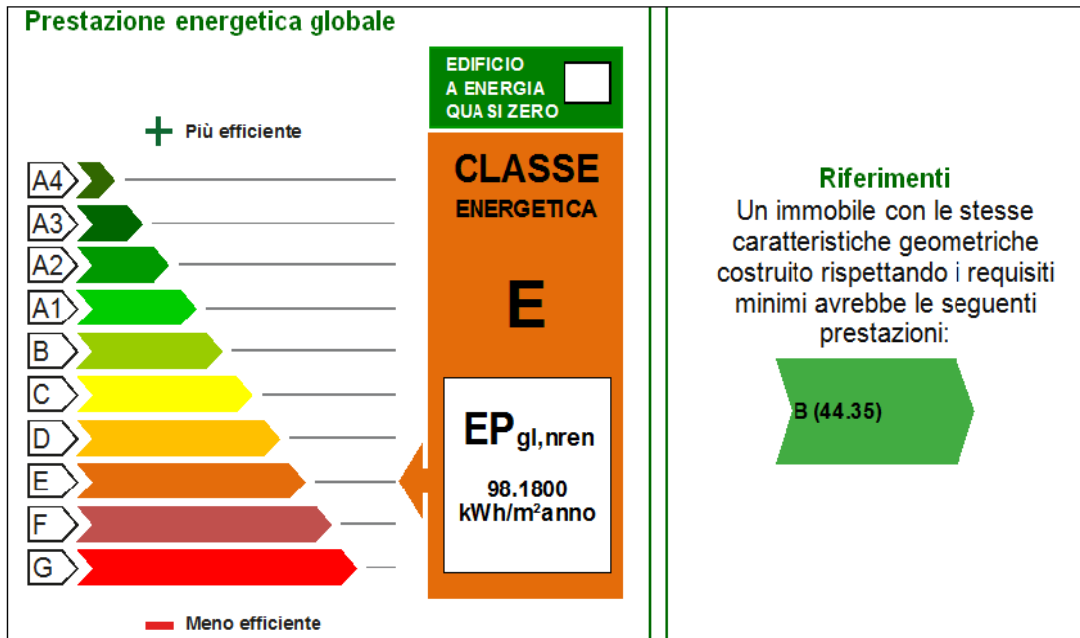 Prestazione energetica globale
EDIFICIO
A ENERGIA
QUASI ZERO
+ Più efficiente
A4
A3
A2
A1
B
C
D
E
F
G
Meno efficiente
CLASSE
ENERGETICA
E
EPgl,nren
98.1800
kWh/m²anno
Riferimenti
Un immobile con le stesse
caratteristiche geometriche
costruito rispettando i requisiti
minimi avrebbe le seguenti
prestazioni:
B (44.35)